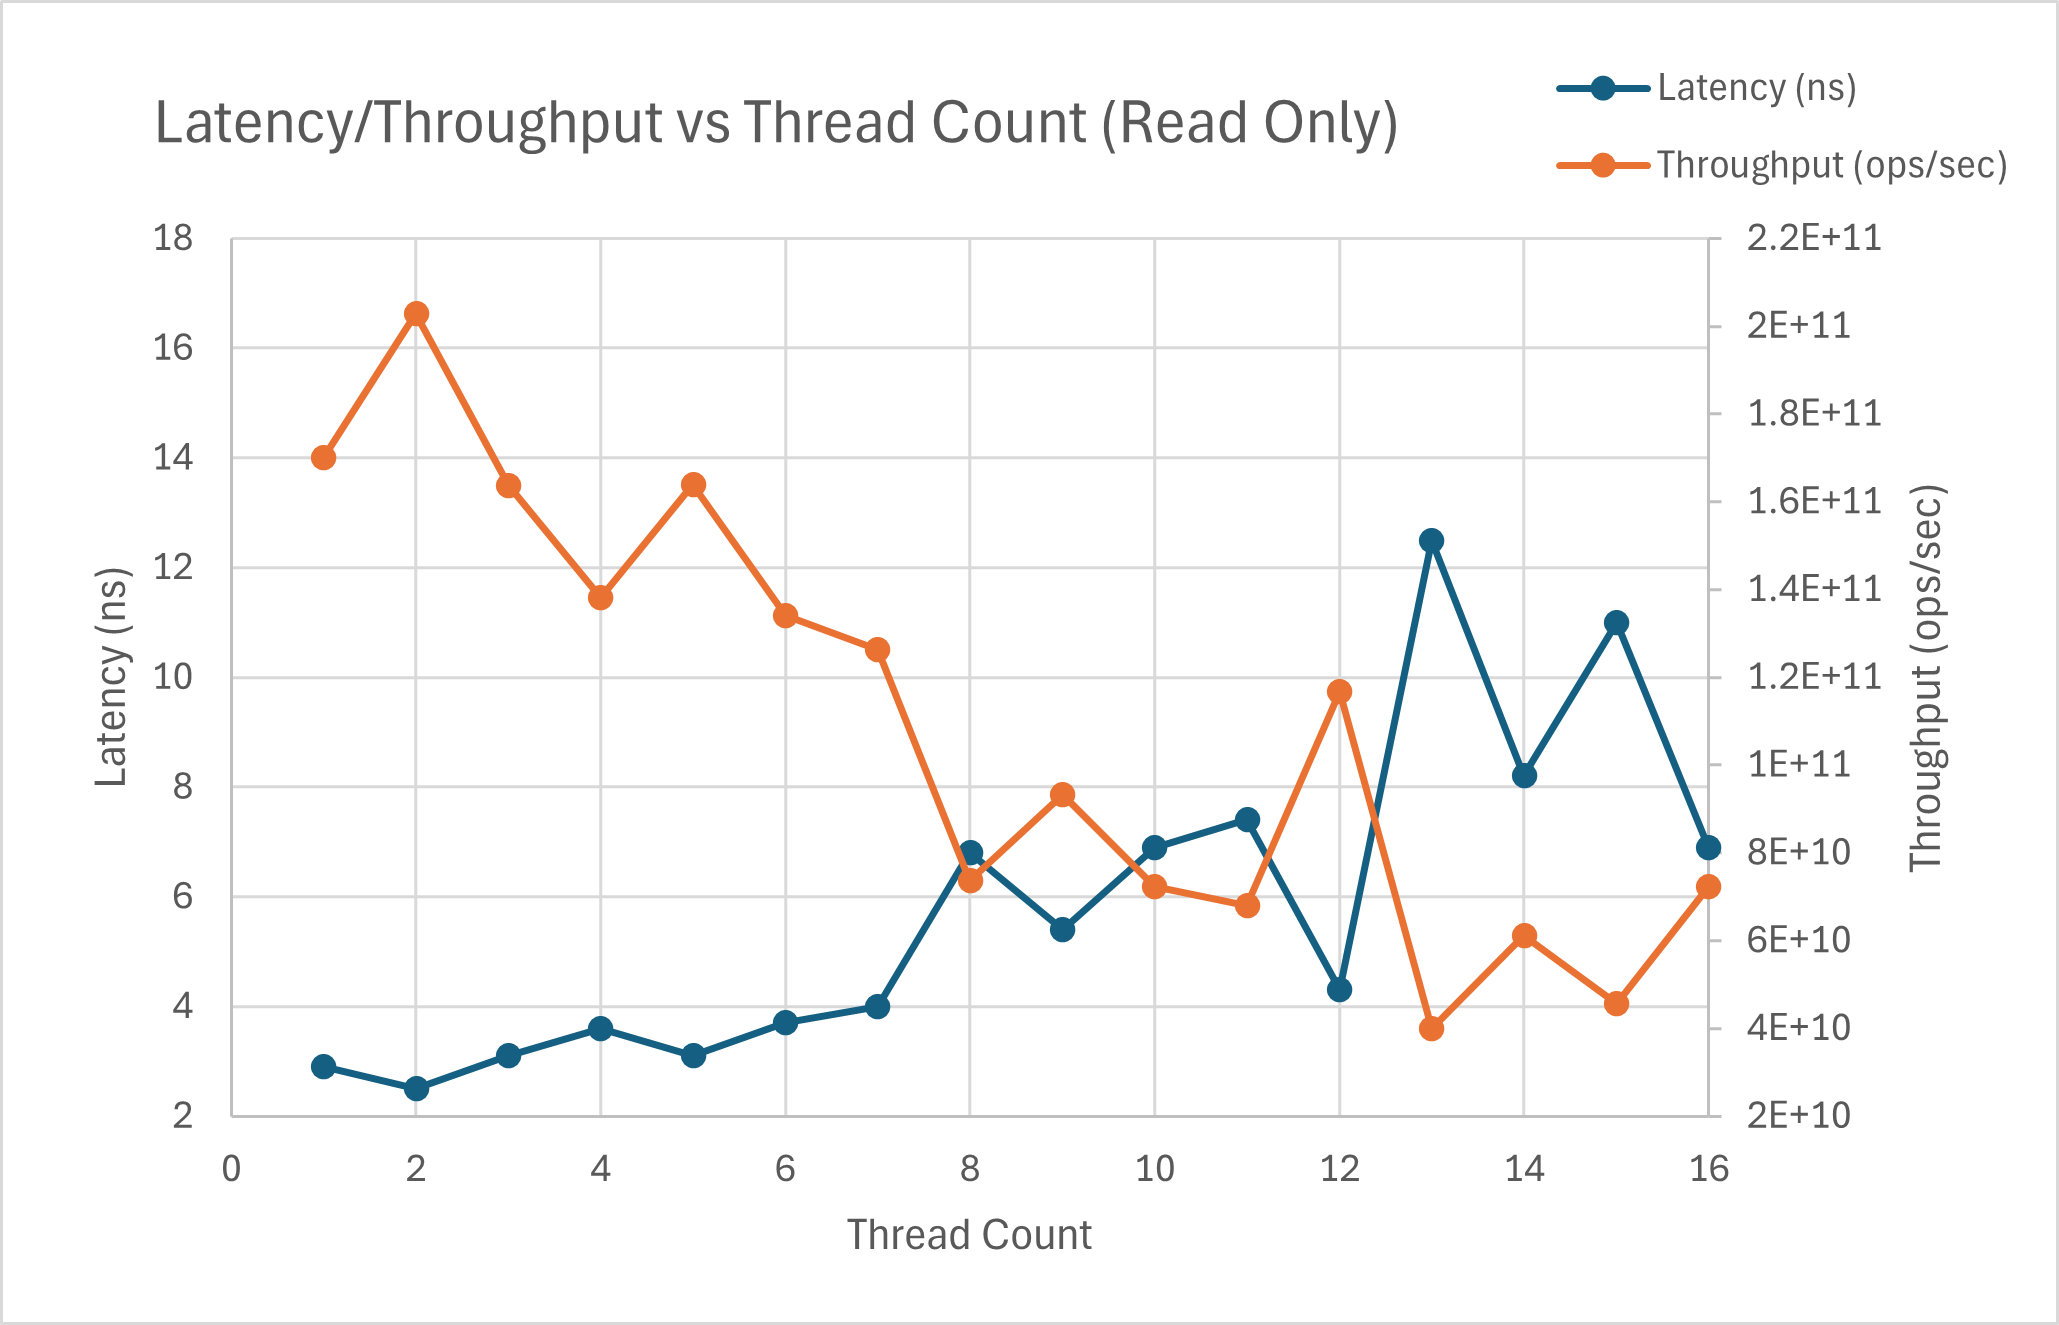 Latency/Throughput vs Thread Count (Read Only)
Latency (ns)
Throughput (ops/sec)
18
16
14
12
10
8
6
4
2
Latency (ns)
2.2E+11
2E+11
1.8E+11
1.6E+11
1.4E+11
1.2E+11
1E+11
8E+10
6E+10
4E+10
2E+10
Throughput (ops/sec)
0 2 4 6 8 10 12 14 16
Thread Count